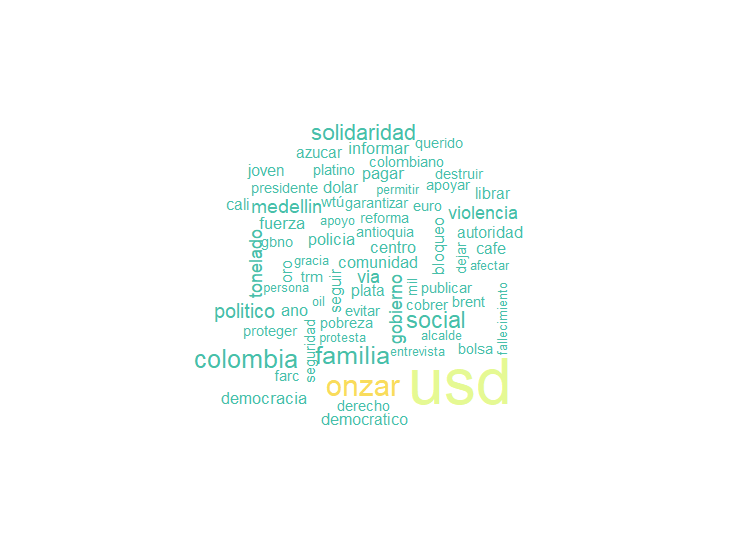 solidaridad
azucar informar querido
joven platino pagar colombiano destruir
presidente dolar permitir apoyar librar
cali medellin wtú garantizar euro violencia
fuerza apoyo reforma autoridad
gbno policia antioquia centro bloqueo dejar cafe
tonelado oro gracia comunidad afectar
persona trm seguir via plata mil publicar
oil gobierno cobrer brent
politico ano evitar social fallecimiento
proteger seguridad pobreza protesta alcalde
colombia familia entrevista bolsa
farc onzar usd
democracia derecho
democratico